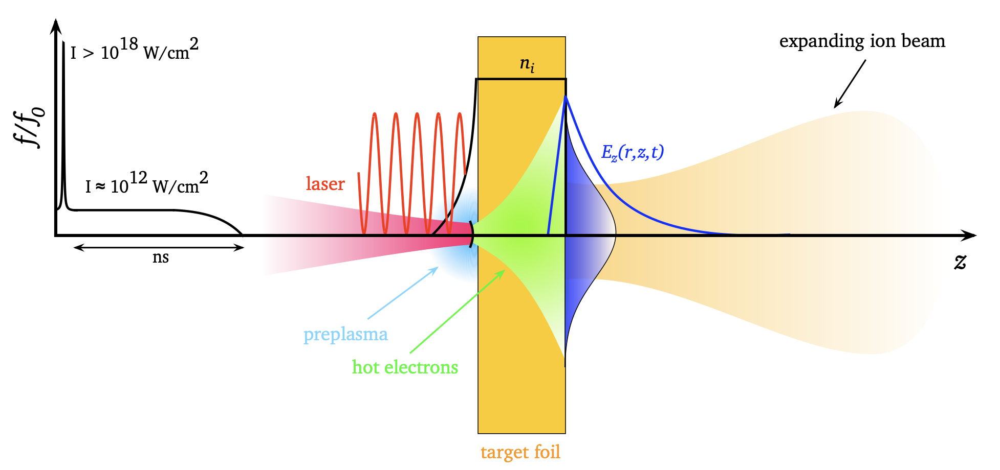 I > 10^18 W/cm^2
expanding ion beam
n_i
f/f_0
E_z(r,z,t)
I ≈ 10^12 W/cm^2
laser
ns
z
preplasma
hot electrons
target foil